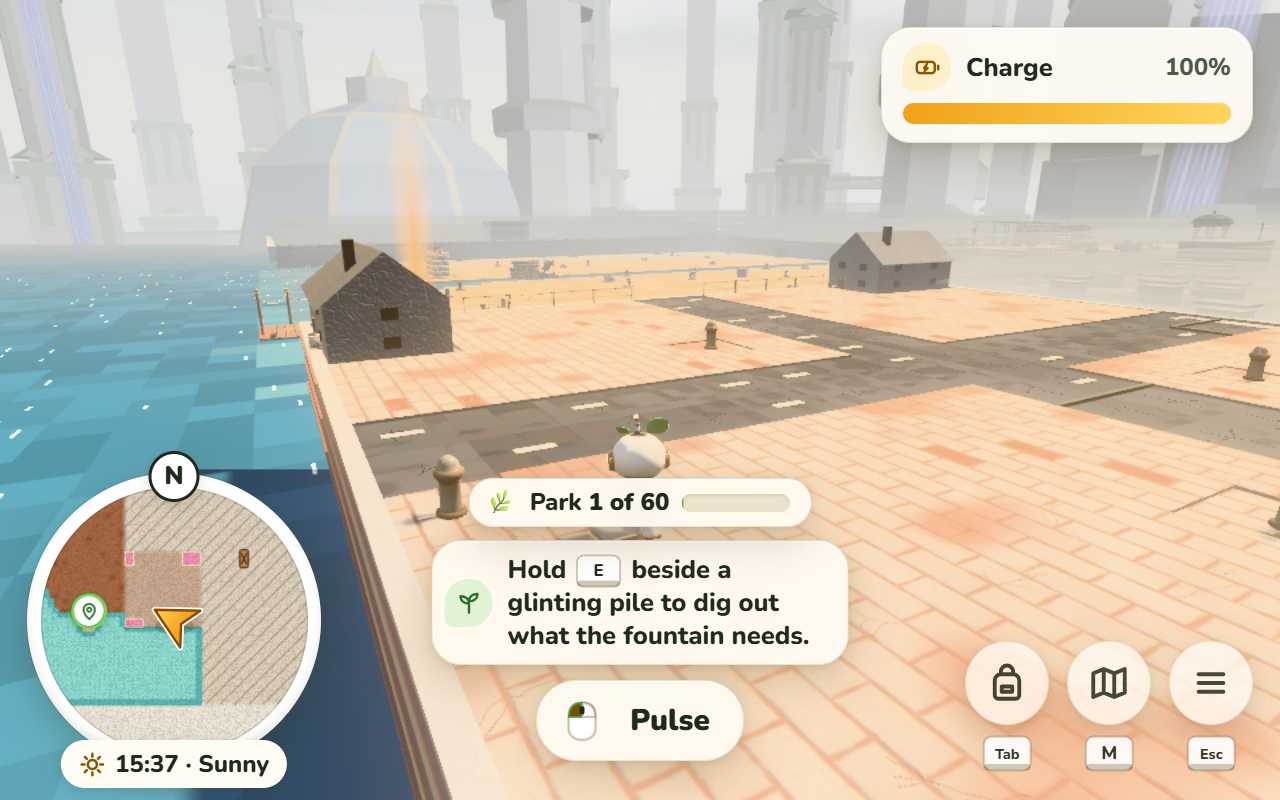 Charge 100%
N
Park 1 of 60
Hold E beside a
glinting pile to dig out
what the fountain needs.
Pulse
15:37 · Sunny
Tab M Esc